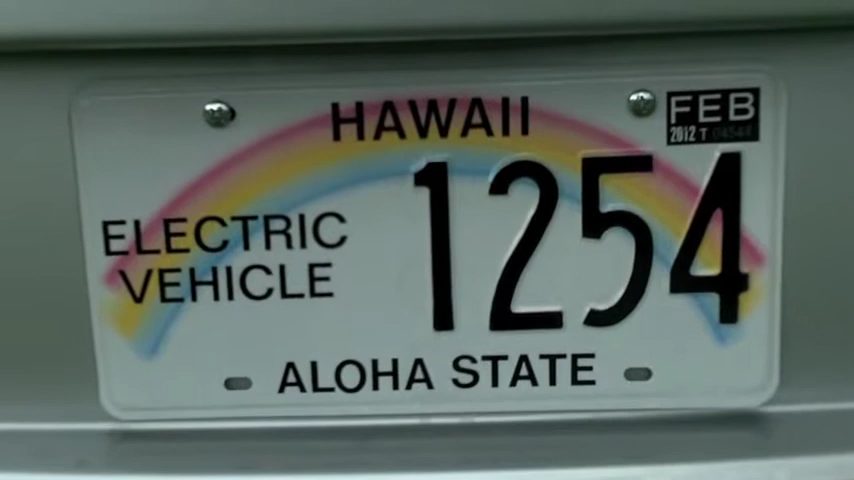 HAWAII
FEB
2012 T
ELECTRIC
VEHICLE
1254
ALOHA STATE